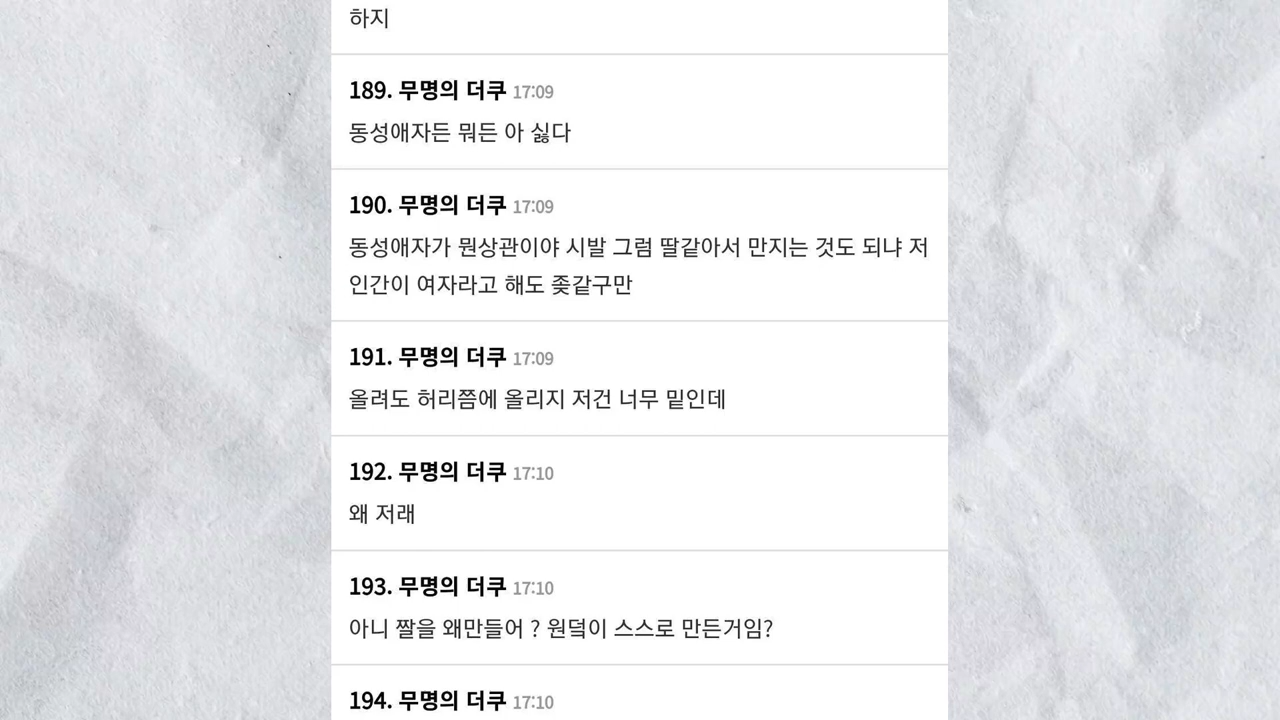 하지
189. 무명의 더쿠 17:09
동성애자든 뭐든 아 싫다
190. 무명의 더쿠 17:09
동성애자가 뭔상관이야 시발 그럼 딸같아서 만지는 것도 되냐 저
인간이 여자라고 해도 좆같구만
191. 무명의 더쿠 17:09
올려도 허리쯤에 올리지 저건 너무 밑인데
192. 무명의 더쿠 17:10
왜 저래
193. 무명의 더쿠 17:10
아니 짤을 왜만들어 ? 원덬이 스스로 만든거임?
194. 무명의 더쿠 17:10